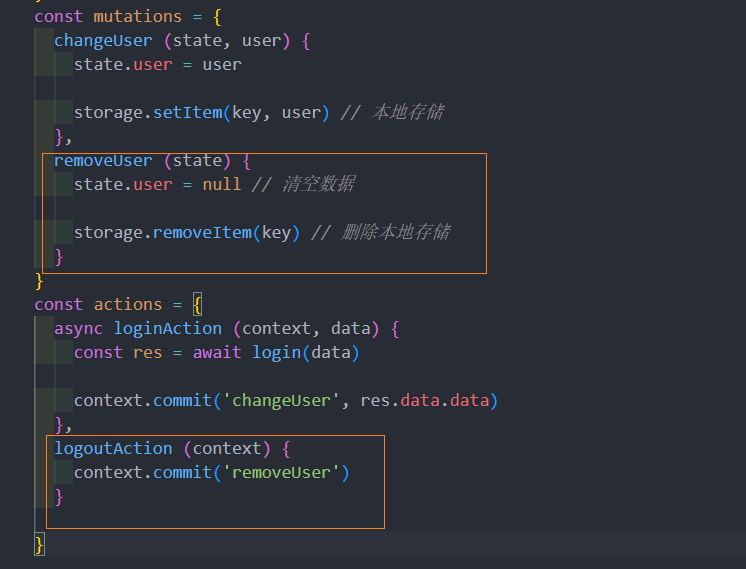 const mutations = {
changeUser (state, user) {
state.user = user
storage.setItem(key, user) // 本地存储
},
removeUser (state) {
state.user = null // 清空数据
storage.removeItem(key) // 删除本地存储
}
}
const actions = {
async loginAction (context, data) {
const res = await login(data)
context.commit('changeUser', res.data.data)
},
logoutAction (context) {
context.commit('removeUser')
}
}